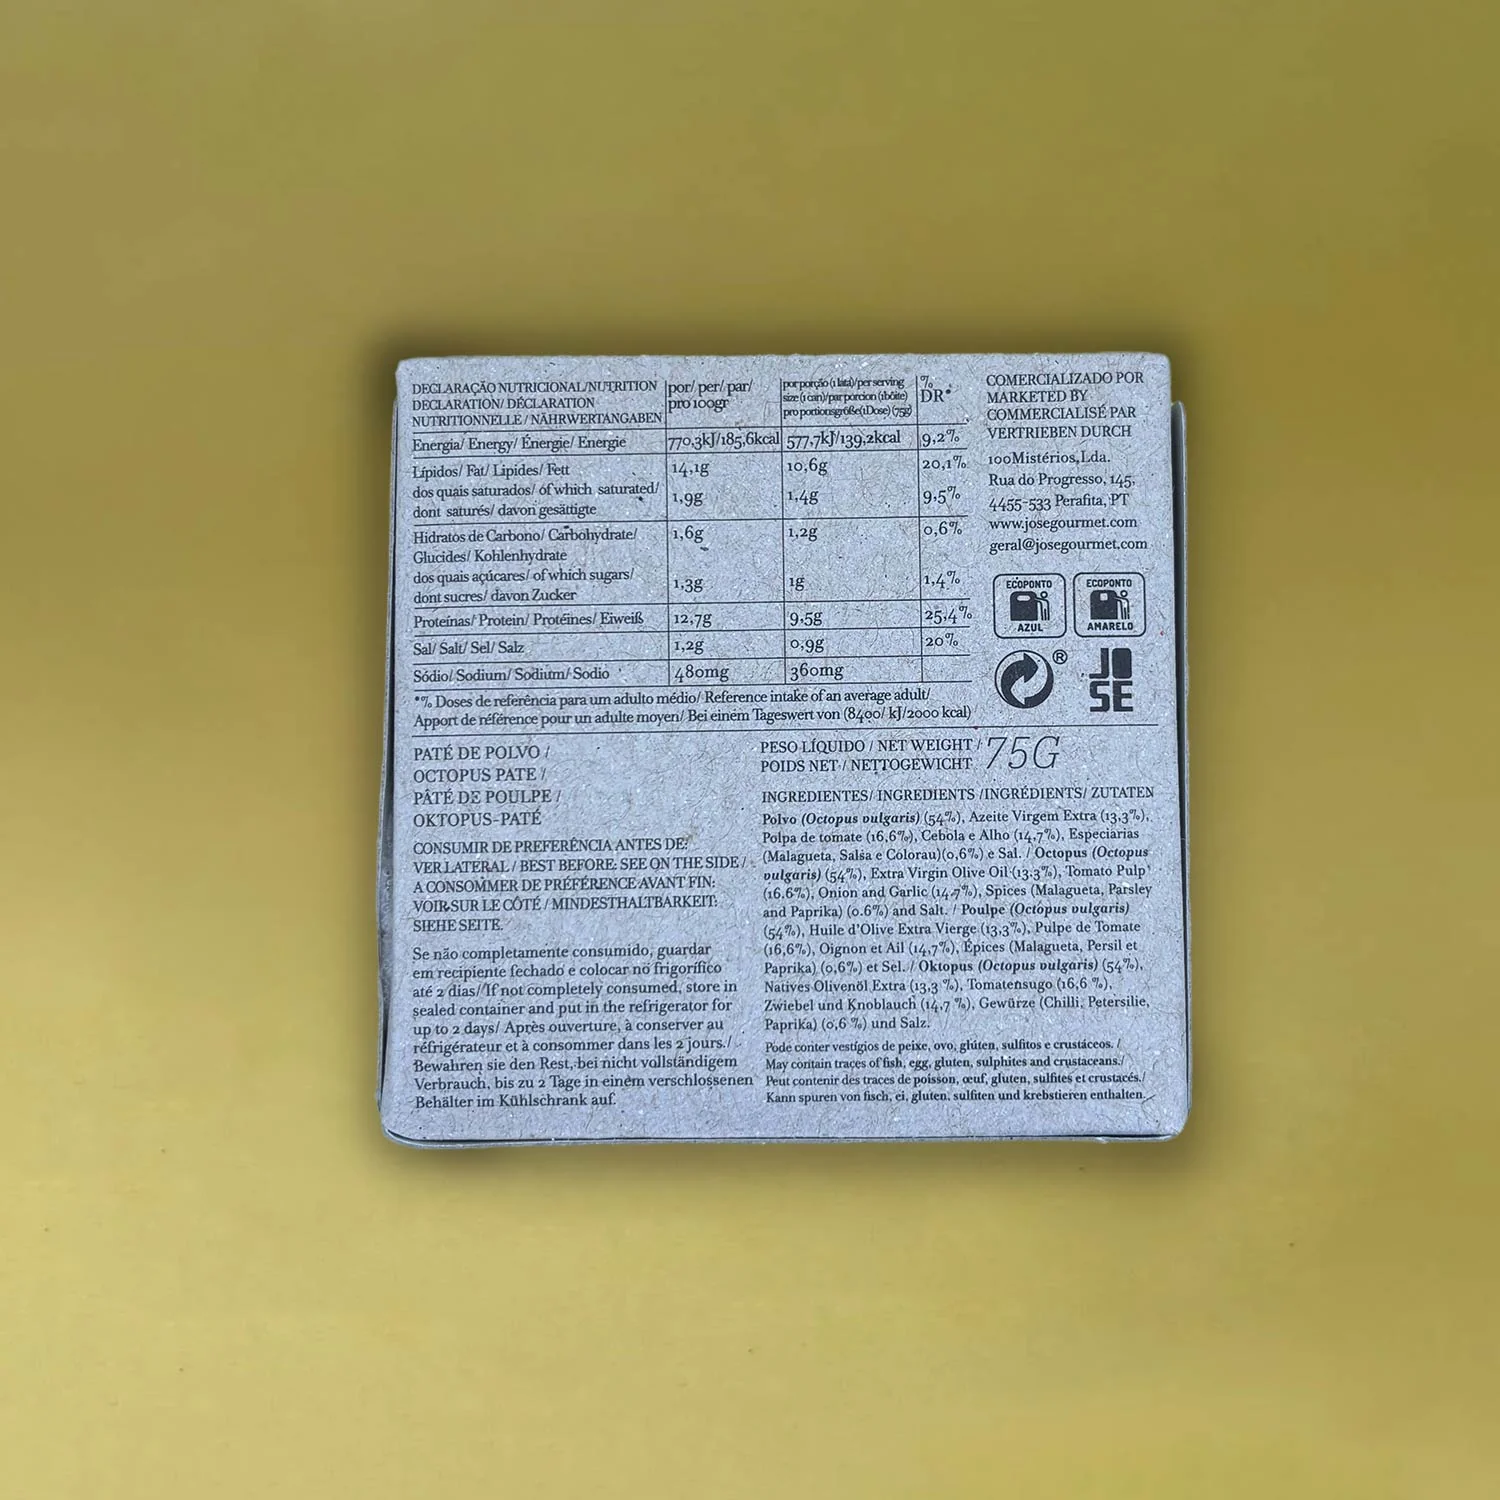 DECLARAÇÃO NUTRICIONAL/NUTRITION
DECLARATION/ DÉCLARATION
NUTRITIONNELLE / NÄHRWERTANGABEN
por/ per/ par/
pro 100gr
por porção (1 lata)/per serving
size (1 can)/par porcion (1 boite)
pro portionsgröße(1Dose) (75g)
%
DR*
Energia/ Energy/ Énergie/ Energie 770,3kJ/185,6kcal 577,7kJ/139,2kcal 9,2%
Lípidos/ Fat/ Lipides/ Fett 14,1g 10,6g 20,1%
dos quais saturados/ of which saturated/
dont saturés/ davon gesättigte 1,9g 1,4g 9,5%
Hidratos de Carbono/ Carbohydrate/ 1,6g 1,2g 0,6%
Glucides/ Kohlenhydrate
dos quais açúcares/ of which sugars/
dont sucres/ davon Zucker 1,3g 1g 1,4%
Proteínas/ Protein/ Protéines/ Eiweiß 12,7g 9,5g 25,4%
Sal/ Salt/ Sel/ Salz 1,2g 0,9g 20%
Sódio/ Sodium/ Sodium/ Sodio 480mg 360mg
*% Doses de referência para um adulto médio/ Reference intake of an average adult/
Apport de référence pour un adulte moyen/ Bei einem Tageswert von (8400/ kJ/2000 kcal)
COMERCIALIZADO POR
MARKETED BY
COMMERCIALISÉ PAR
VERTRIEBEN DURCH
100Mistérios,Lda.
Rua do Progresso, 145,
4455-533 Perafita, PT
www.josegourmet.com
geral@josegourmet.com
ECOPONTO
AZUL
ECOPONTO
AMARELO
®
JO
SE
PATÉ DE POLVO /
OCTOPUS PATE /
PÂTÉ DE POULPE /
OKTOPUS-PATÉ
CONSUMIR DE PREFERÊNCIA ANTES DE:
VER LATERAL / BEST BEFORE: SEE ON THE SIDE /
A CONSOMMER DE PRÉFÉRENCE AVANT FIN:
VOIR SUR LE CÔTÉ / MINDESTHALTBARKEIT:
SIEHE SEITE.
Se não completamente consumido, guardar
em recipiente fechado e colocar no frigorífico
até 2 dias/ If not completely consumed, store in
sealed container and put in the refrigerator for
up to 2 days/ Après ouverture, à conserver au
réfrigérateur et à consommer dans les 2 jours./
Bewahren sie den Rest, bei nicht vollständigem
Verbrauch, bis zu 2 Tage in einem verschlossenen
Behälter im Kühlschrank auf.
PESO LÍQUIDO / NET WEIGHT /
POIDS NET / NETTOGEWICHT 75G
INGREDIENTES/ INGREDIENTS /INGRÉDIENTS/ ZUTATEN
Polvo (Octopus vulgaris) (54%), Azeite Virgem Extra (13,3%),
Polpa de tomate (16,6%), Cebola e Alho (14,7%), Especiarias
(Malagueta, Salsa e Colorau)(0,6%) e Sal. / Octopus (Octopus
vulgaris) (54%), Extra Virgin Olive Oil (13.3%), Tomato Pulp
(16.6%), Onion and Garlic (14,7%), Spices (Malagueta, Parsley
and Paprika) (0.6%) and Salt. / Poulpe (Octópus vulgaris)
(54%), Huile d'Olive Extra Vierge (13,3%), Pulpe de Tomate
(16,6%), Oignon et Ail (14,7%), Épices (Malagueta, Persil et
Paprika) (0,6%) et Sel. / Oktopus (Octopus vulgaris) (54%),
Natives Olivenöl Extra (13,3 %), Tomatensugo (16,6 %),
Zwiebel und Knoblauch (14,7 %), Gewürze (Chilli, Petersilie,
Paprika) (0,6 %) und Salz.
Pode conter vestígios de peixe, ovo, glúten, sulfitos e crustáceos. /
May contain traces of fish, egg, gluten, sulphites and crustaceans./
Peut contenir des traces de poisson, œuf, gluten, sulfites et crustacés./
Kann spuren von fisch, ei, gluten, sulfiten und krebstieren enthalten.